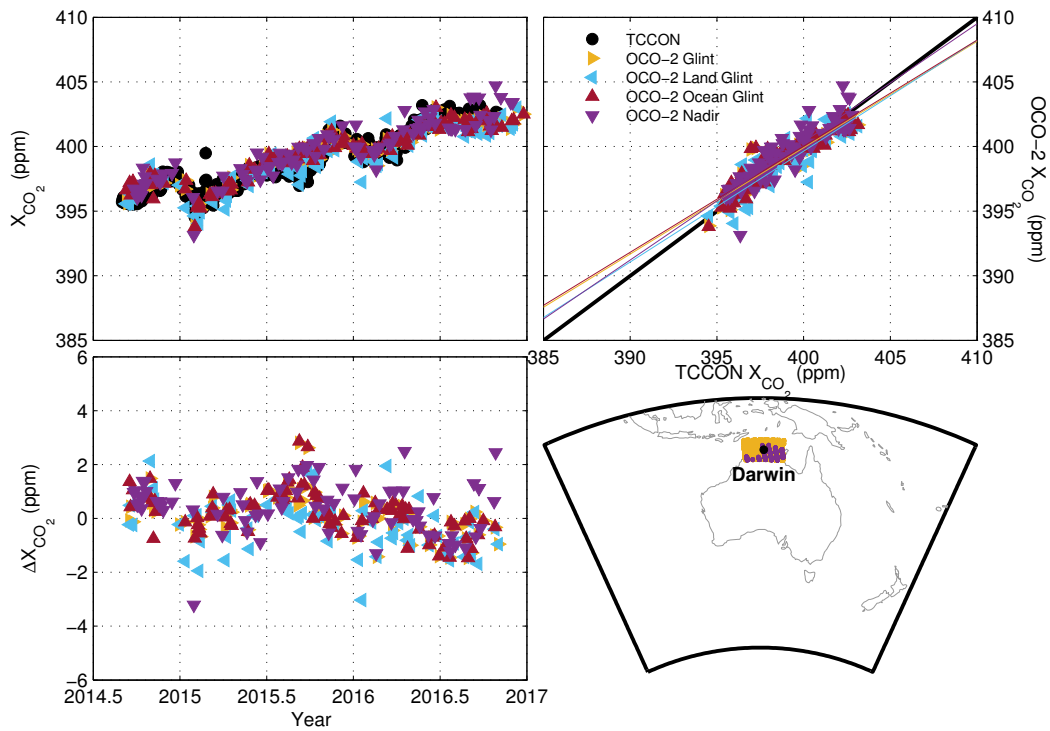 410
405
400
395
390
385
X_CO2 (ppm)
TCCON
OCO−2 Glint
OCO−2 Land Glint
OCO−2 Ocean Glint
OCO−2 Nadir
410
405
400
395
390
385
OCO−2 X_CO2 (ppm)
385 390 395 400 405 410
TCCON X_CO2 (ppm)
6
4
2
0
−2
−4
−6
ΔX_CO2 (ppm)
2014.5 2015 2015.5 2016 2016.5 2017
Year
Darwin